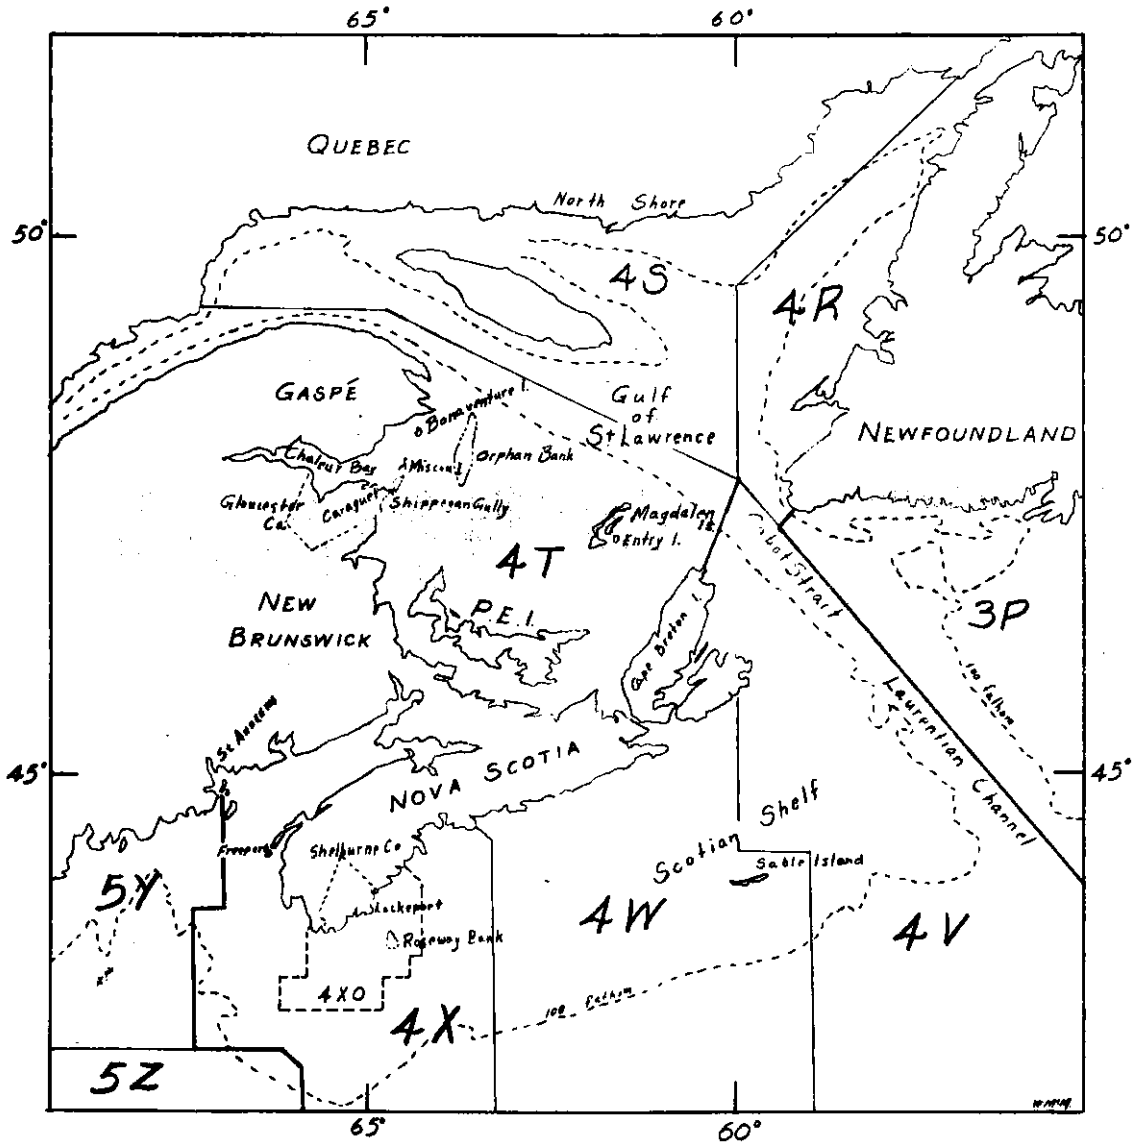 65° 60°
QUEBEC
North Shore
50° 50°
4S
4R
GASPÉ
Bonaventure I.
Gulf
of
St Lawrence
NEWFOUNDLAND
Chaleur Bay
Miscou I.
Orphan Bank
Gloucester
Co.
Caraquet
Shippegan Gully
Magdalen
Is.
Entry I.
4T
Cabot Strait
NEW
BRUNSWICK
P.E.I.
3P
Cape Breton I.
100 fathom
Laurentian Channel
St Andrews
45° 45°
NOVA SCOTIA
Freeport
Shelburne Co
Scotian Shelf
Sable Island
5Y
Lockeport
4W
4V
Roseway Bank
4XO
4X
100 fathom
5Z
65° 60°